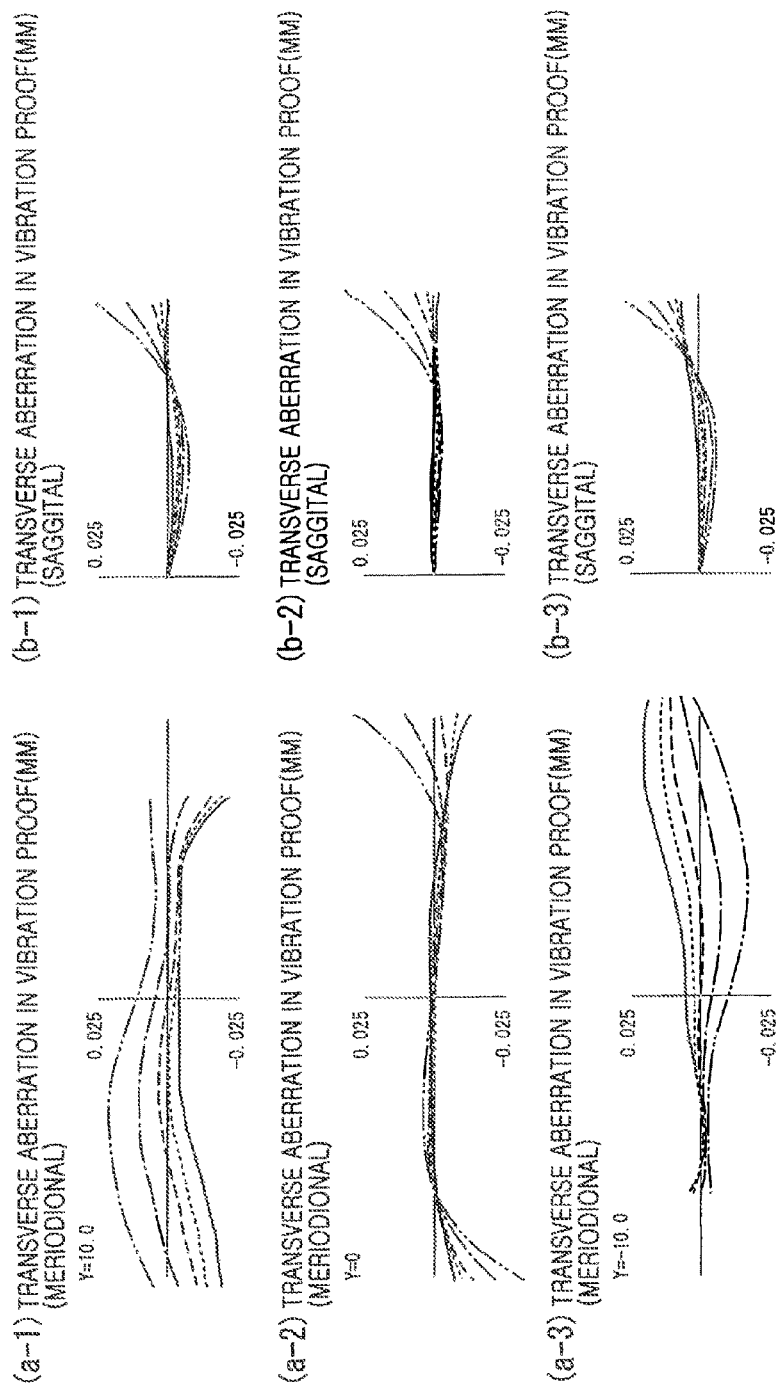 (a-1) TRANSVERSE ABERRATION IN VIBRATION PROOF(MM)
(MERIODIONAL)
Y=10.0
0.025
-0.025
(b-1) TRANSVERSE ABERRATION IN VIBRATION PROOF(MM)
(SAGGITAL)
0.025
-0.025
(a-2) TRANSVERSE ABERRATION IN VIBRATION PROOF(MM)
(MERIODIONAL)
Y=0
0.025
-0.025
(b-2) TRANSVERSE ABERRATION IN VIBRATION PROOF(MM)
(SAGGITAL)
0.025
-0.025
(a-3) TRANSVERSE ABERRATION IN VIBRATION PROOF(MM)
(MERIODIONAL)
Y=-10.0
0.025
-0.025
(b-3) TRANSVERSE ABERRATION IN VIBRATION PROOF(MM)
(SAGGITAL)
0.025
-0.025